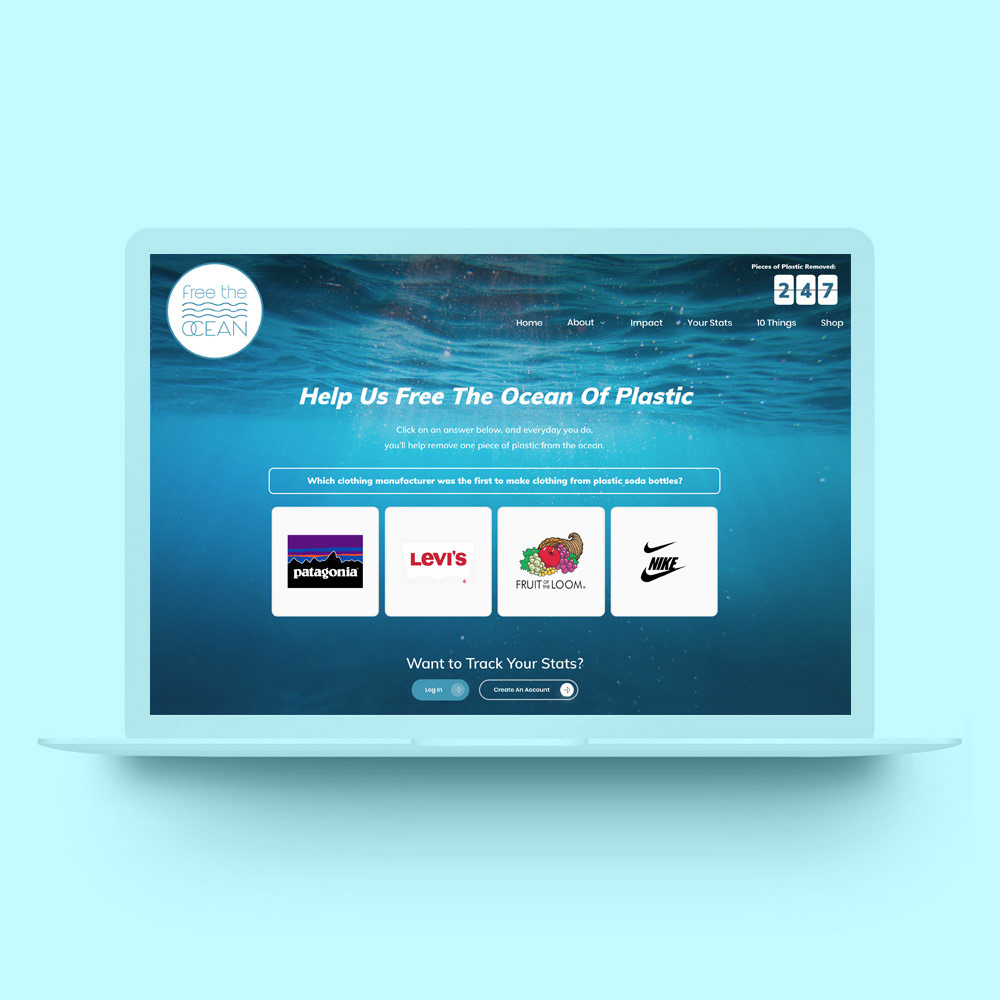 free the
OCEAN
Pieces of Plastic Removed:
247
Home About Impact Your Stats 10 Things Shop
Help Us Free The Ocean Of Plastic
Click on an answer below, and everyday you do,
you'll help remove one piece of plastic from the ocean.
Which clothing manufacturer was the first to make clothing from plastic soda bottles?
patagonia
LEVI'S
FRUIT OF THE LOOM
NIKE
Want to Track Your Stats?
Log In Create An Account